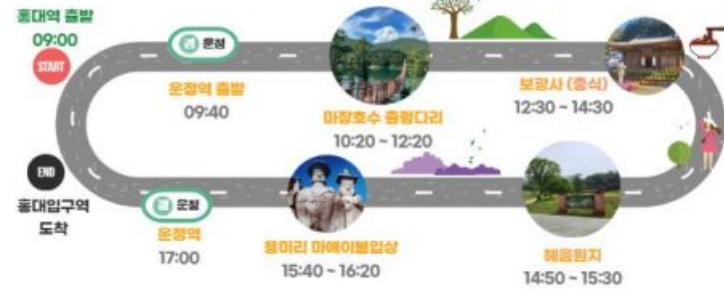 홍대역 출발
09:00
START
경 운정
운정역 출발
09:40
마장호수 출렁다리
10:20 ~ 12:20
보광사 (중식)
12:30 ~ 14:30
END
홍대입구역
도착
경 운정
운정역
17:00
용미리 마애이불입상
15:40 ~ 16:20
혜음원지
14:50 ~ 15:30